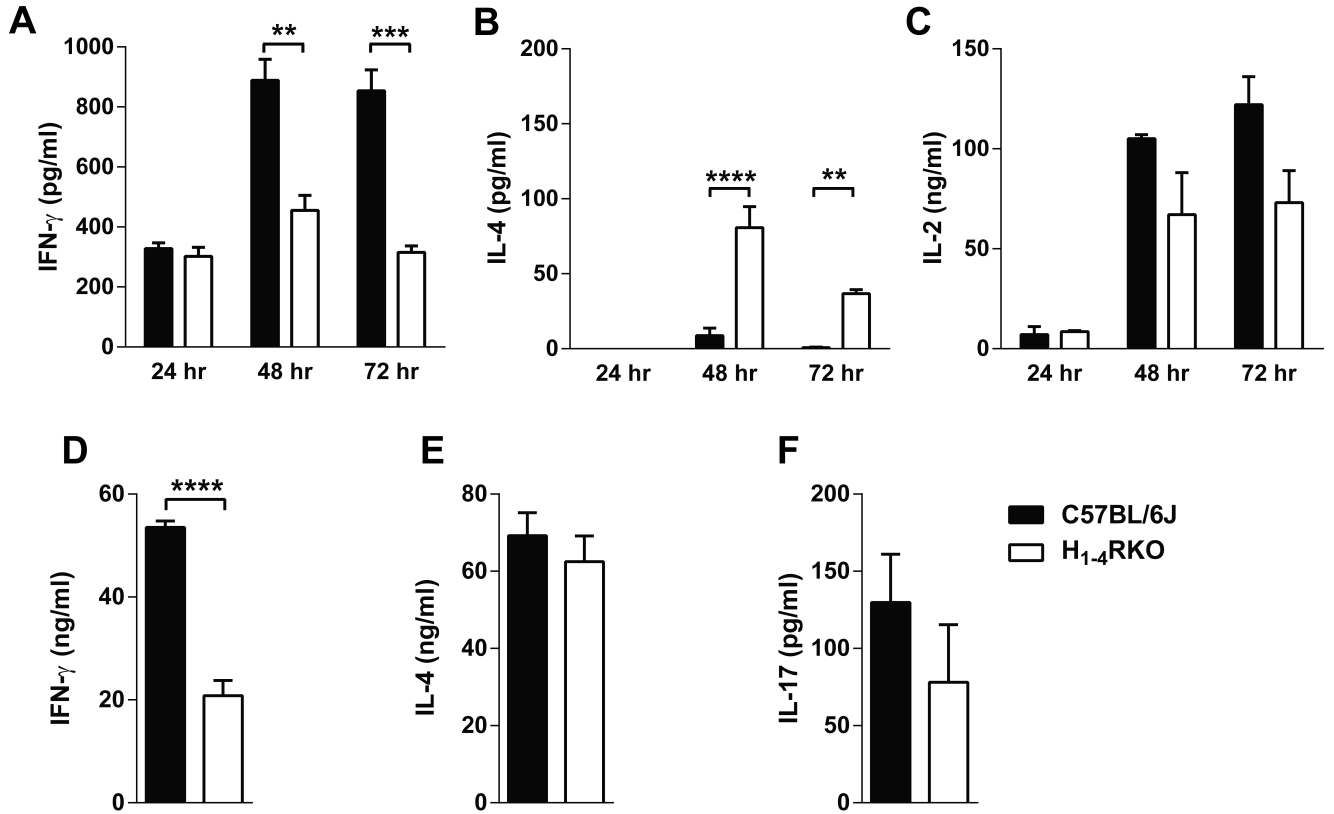 A
IFN-γ (pg/ml)
1000
800
600
400
200
0
**
***
24 hr 48 hr 72 hr
B
IL-4 (pg/ml)
200
150
100
50
0
****
**
24 hr 48 hr 72 hr
C
IL-2 (ng/ml)
150
100
50
0
24 hr 48 hr 72 hr
D
IFN-γ (ng/ml)
60
40
20
0
****
E
IL-4 (ng/ml)
80
60
40
20
0
F
IL-17 (pg/ml)
200
150
100
50
0
C57BL/6J
H₁₋₄RKO